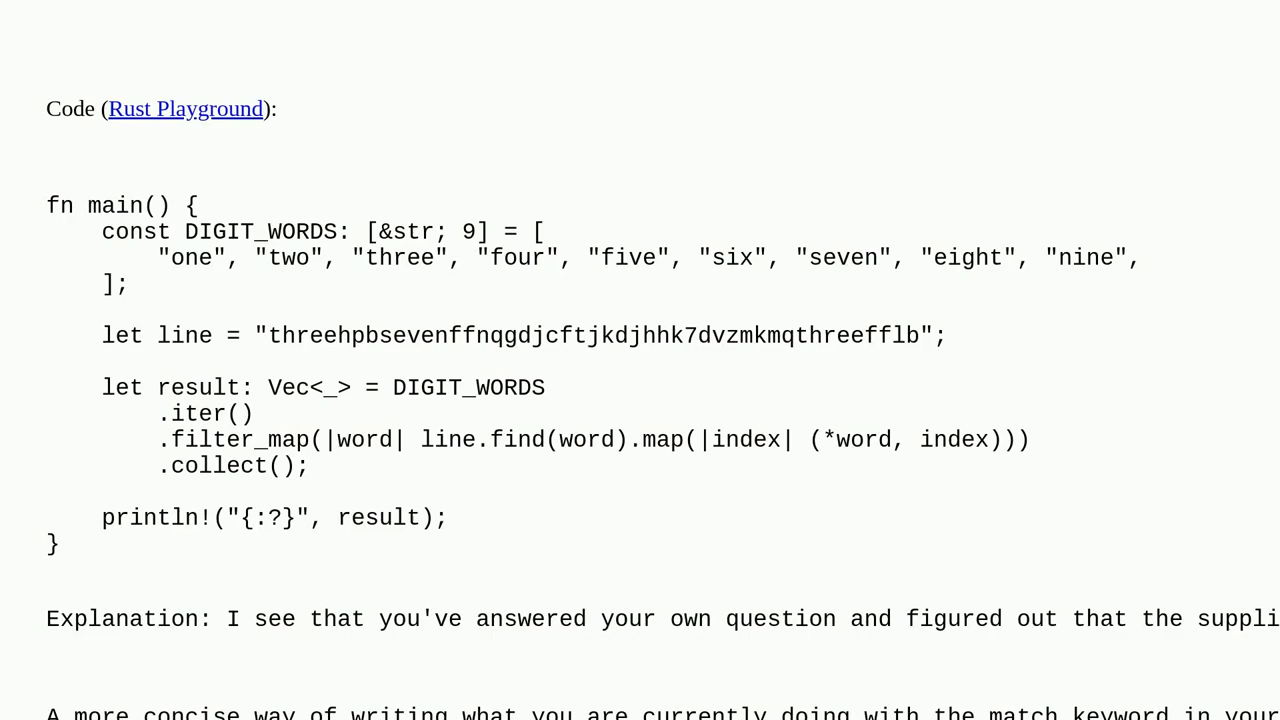 Code (Rust Playground):
fn main() {
    const DIGIT_WORDS: [&str; 9] = [
        "one", "two", "three", "four", "five", "six", "seven", "eight", "nine",
    ];
    let line = "threehpbsevenffnqgdjcftjkdjhhk7dvzmkmqthreefflb";
    let result: Vec<_> = DIGIT_WORDS
        .iter()
        .filter_map(|word| line.find(word).map(|index| (*word, index)))
        .collect();
    println!("{:?}", result);
}
Explanation: I see that you've answered your own question and figured out that the suppli
A more concise way of writing what you are currently doing with the match keyword in your